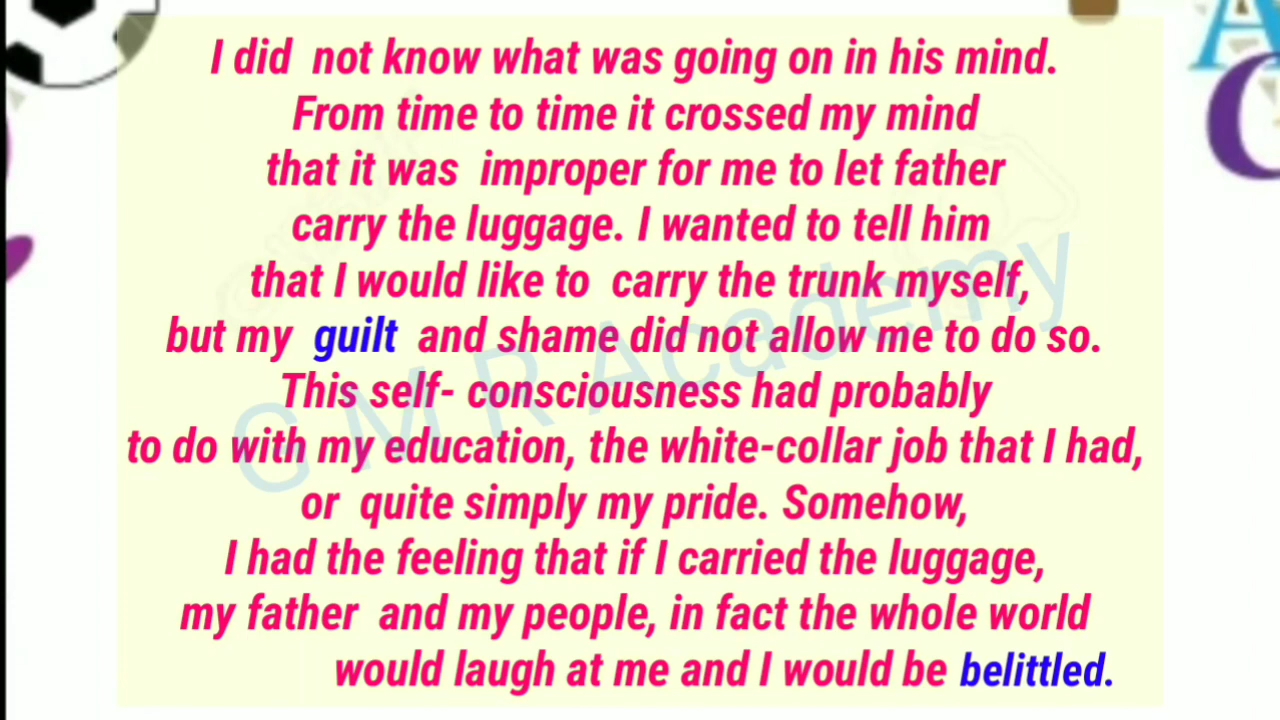 I did not know what was going on in his mind.
From time to time it crossed my mind
that it was improper for me to let father
carry the luggage. I wanted to tell him
that I would like to carry the trunk myself,
but my guilt and shame did not allow me to do so.
This self- consciousness had probably
to do with my education, the white-collar job that I had,
or quite simply my pride. Somehow,
I had the feeling that if I carried the luggage,
my father and my people, in fact the whole world
would laugh at me and I would be belittled.
G M R Academy
A